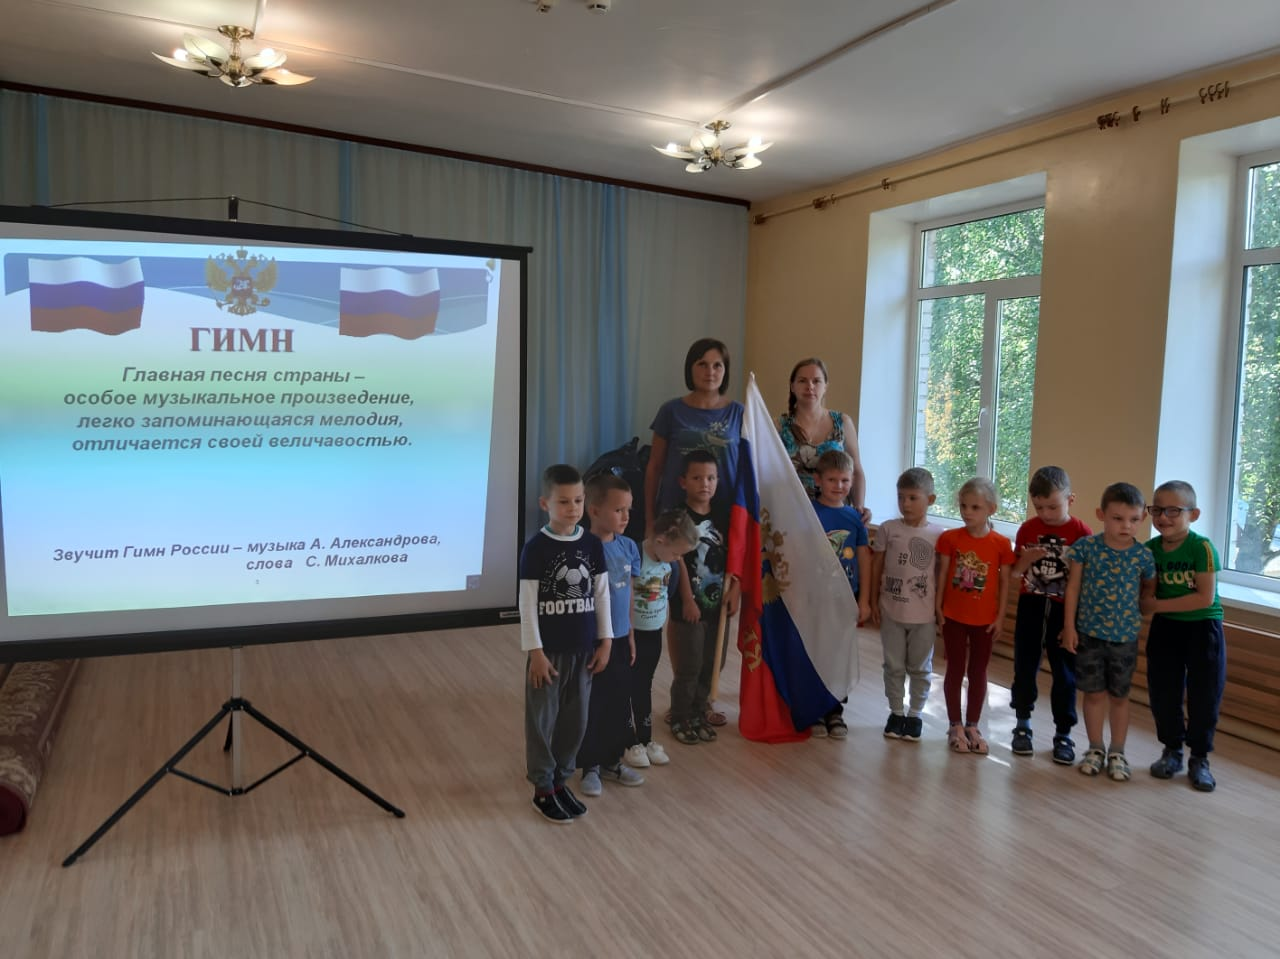 ГИМН
Главная песня страны –
особое музыкальное произведение,
легко запоминающаяся мелодия,
отличается своей величавостью.
Звучит Гимн России – музыка А. Александрова,
слова С. Михалкова
FOOTBAL